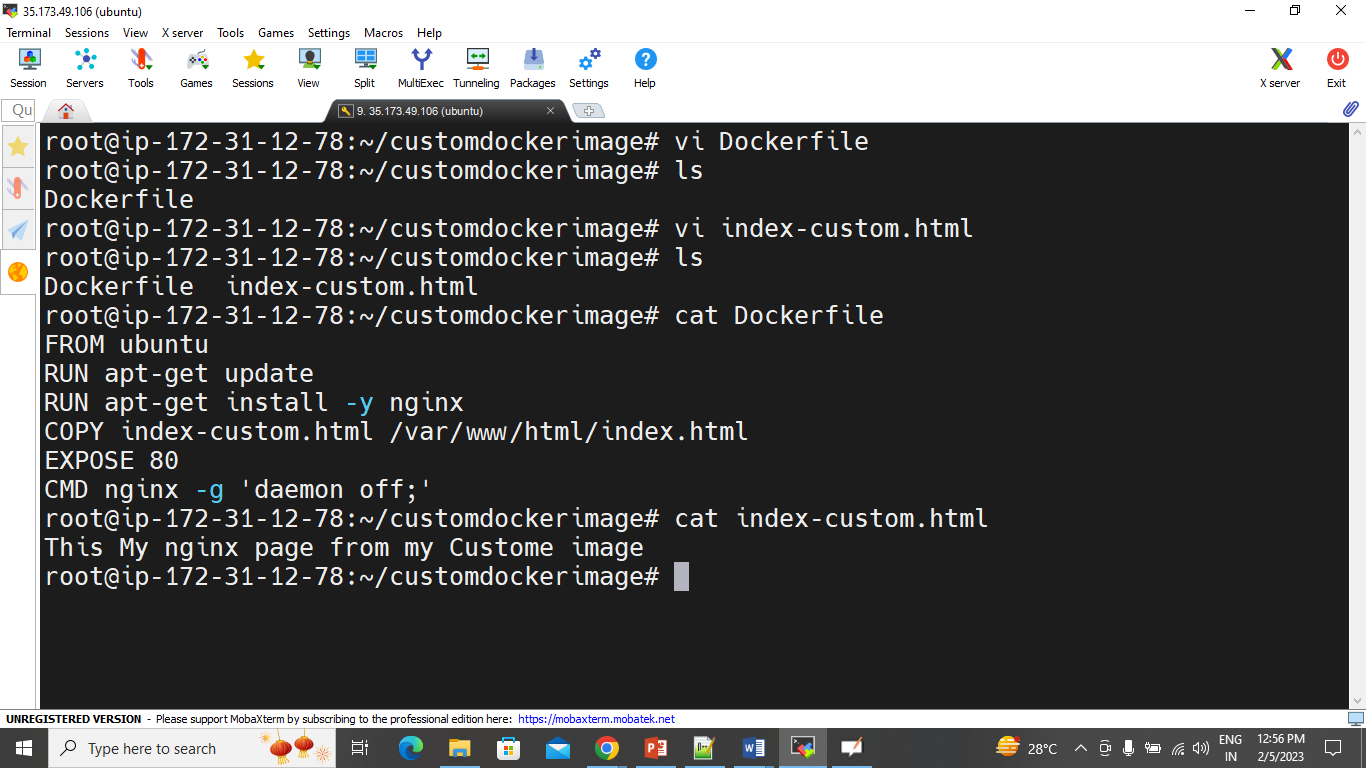 35.173.49.106 (ubuntu)
Terminal Sessions View X server Tools Games Settings Macros Help
Session Servers Tools Games Sessions View Split MultiExec Tunneling Packages Settings Help X server Exit
Qu 9. 35.173.49.106 (ubuntu)
root@ip-172-31-12-78:~/customdockerimage# vi Dockerfile
root@ip-172-31-12-78:~/customdockerimage# ls
Dockerfile
root@ip-172-31-12-78:~/customdockerimage# vi index-custom.html
root@ip-172-31-12-78:~/customdockerimage# ls
Dockerfile  index-custom.html
root@ip-172-31-12-78:~/customdockerimage# cat Dockerfile
FROM ubuntu
RUN apt-get update
RUN apt-get install -y nginx
COPY index-custom.html /var/www/html/index.html
EXPOSE 80
CMD nginx -g 'daemon off;'
root@ip-172-31-12-78:~/customdockerimage# cat index-custom.html
This My nginx page from my Custome image
root@ip-172-31-12-78:~/customdockerimage#
UNREGISTERED VERSION - Please support MobaXterm by subscribing to the professional edition here: https://mobaxterm.mobatek.net
Type here to search 28°C ENG 12:56 PM
IN 2/5/2023